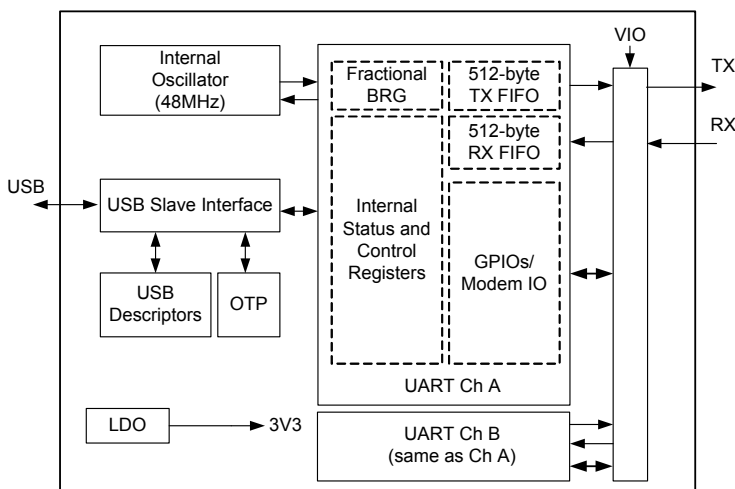 Internal
Oscillator
(48MHz)
Fractional
BRG
512-byte
TX FIFO
512-byte
RX FIFO
VIO
TX
RX
USB
USB Slave Interface
Internal
Status and
Control
Registers
GPIOs/
Modem IO
USB
Descriptors
OTP
UART Ch A
LDO
3V3
UART Ch B
(same as Ch A)